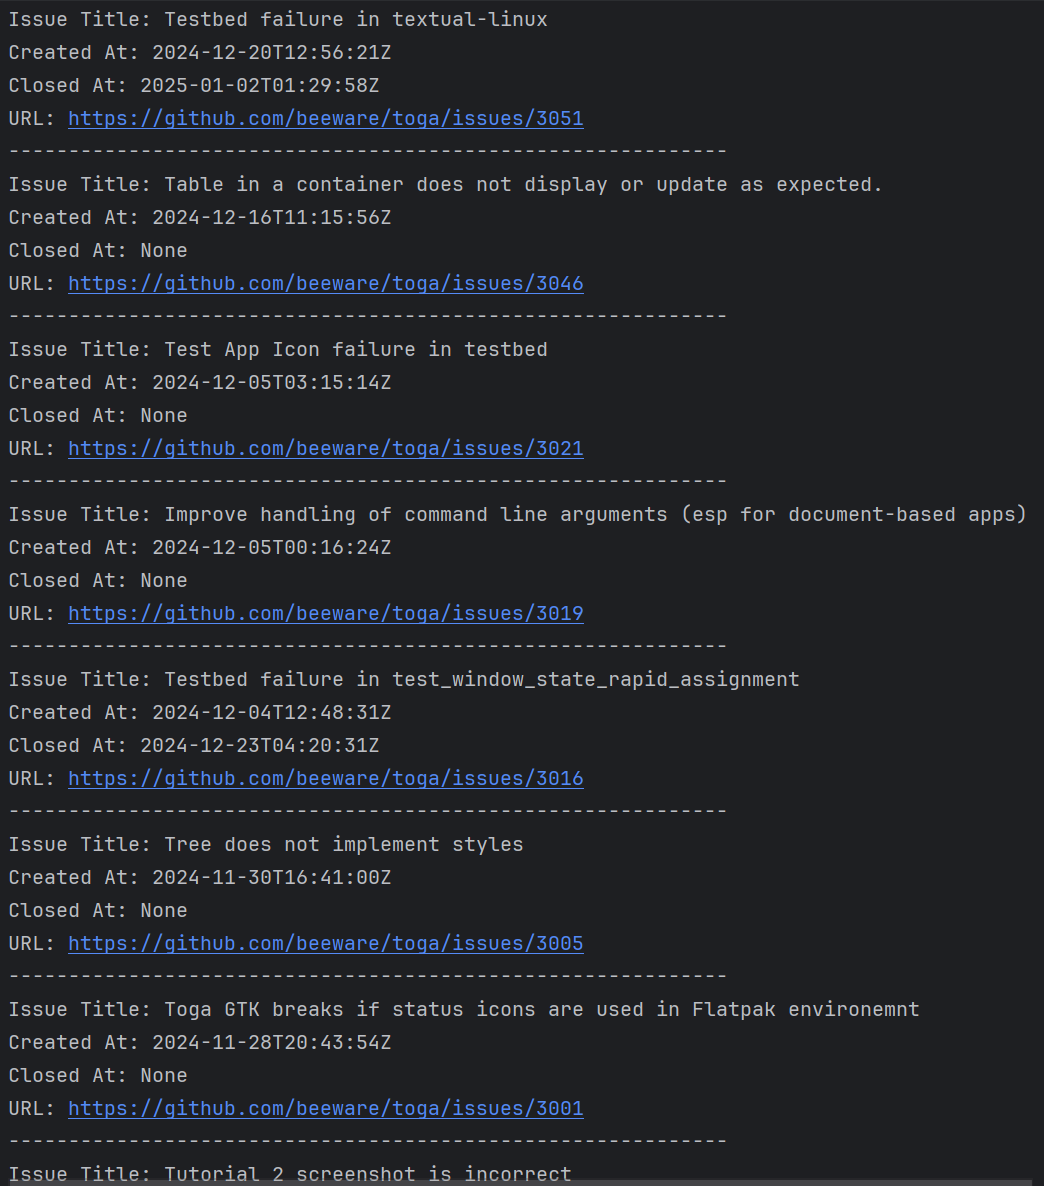 Issue Title: Testbed failure in textual-linux
Created At: 2024-12-20T12:56:21Z
Closed At: 2025-01-02T01:29:58Z
URL: https://github.com/beeware/toga/issues/3051
------------------------------------------------------------
Issue Title: Table in a container does not display or update as expected.
Created At: 2024-12-16T11:15:56Z
Closed At: None
URL: https://github.com/beeware/toga/issues/3046
------------------------------------------------------------
Issue Title: Test App Icon failure in testbed
Created At: 2024-12-05T03:15:14Z
Closed At: None
URL: https://github.com/beeware/toga/issues/3021
------------------------------------------------------------
Issue Title: Improve handling of command line arguments (esp for document-based apps)
Created At: 2024-12-05T00:16:24Z
Closed At: None
URL: https://github.com/beeware/toga/issues/3019
------------------------------------------------------------
Issue Title: Testbed failure in test_window_state_rapid_assignment
Created At: 2024-12-04T12:48:31Z
Closed At: 2024-12-23T04:20:31Z
URL: https://github.com/beeware/toga/issues/3016
------------------------------------------------------------
Issue Title: Tree does not implement styles
Created At: 2024-11-30T16:41:00Z
Closed At: None
URL: https://github.com/beeware/toga/issues/3005
------------------------------------------------------------
Issue Title: Toga GTK breaks if status icons are used in Flatpak environemnt
Created At: 2024-11-28T20:43:54Z
Closed At: None
URL: https://github.com/beeware/toga/issues/3001
------------------------------------------------------------
Issue Title: Tutorial 2 screenshot is incorrect